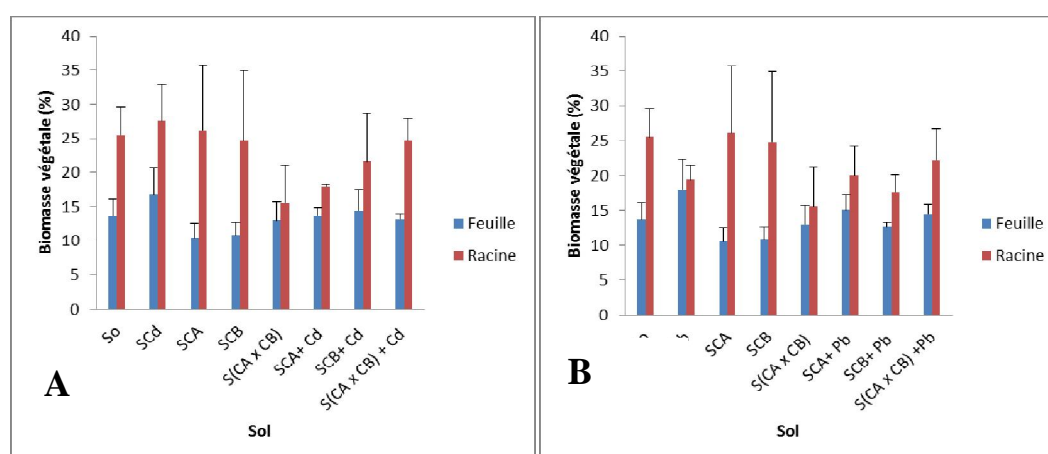 Biomasse végétale (%)
40
35
30
25
20
15
10
5
0
So
SCd
SCA
SCB
S(CA x CB)
SCA+ Cd
SCB+ Cd
S(CA x CB) + Cd
Feuille
Racine
A
Sol
Biomasse végétale (%)
40
35
30
25
20
15
10
5
0
SCA
SCB
S(CA x CB)
SCA+ Pb
SCB+ Pb
S(CA x CB) +Pb
Feuille
Racine
B
Sol